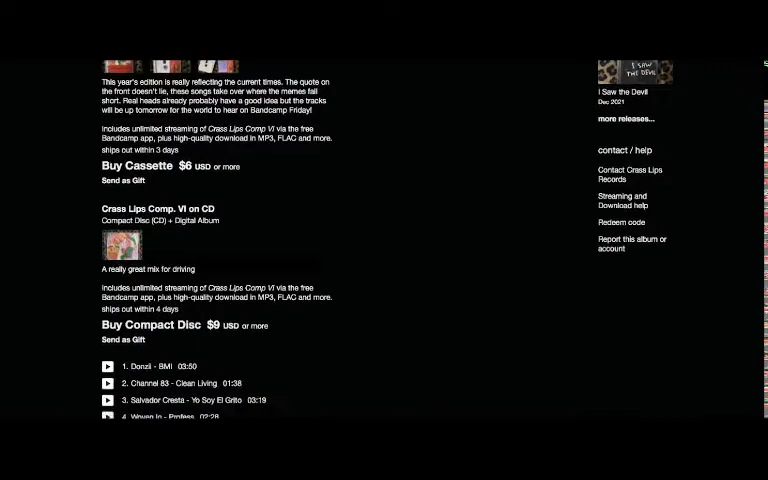 This year's edition is really reflecting the current times. The quote on
the front doesn't lie, these songs take over where the memes fall
short. Real heads already probably have a good idea but the tracks
will be up tomorrow for the world to hear on Bandcamp Friday!
Includes unlimited streaming of Crass Lips Comp VI via the free
Bandcamp app, plus high-quality download in MP3, FLAC and more.
ships out within 3 days
Buy Cassette $6 USD or more
Send as Gift
Crass Lips Comp. VI on CD
Compact Disc (CD) + Digital Album
A really great mix for driving
Includes unlimited streaming of Crass Lips Comp VI via the free
Bandcamp app, plus high-quality download in MP3, FLAC and more.
ships out within 4 days
Buy Compact Disc $9 USD or more
Send as Gift
1. Donzii - BMI 03:50
2. Channel 83 - Clean Living 01:38
3. Salvador Cresta - Yo Soy El Grito 03:19
4. Woven In - Profess 02:28
I SAW
THE DEVIL
I Saw the Devil
Dec 2021
more releases...
contact / help
Contact Crass Lips
Records
Streaming and
Download help
Redeem code
Report this album or
account